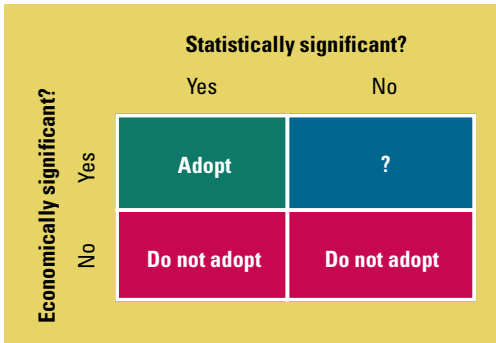 Statistically significant?
Yes No
Economically significant?
Yes
Adopt ?
No
Do not adopt Do not adopt